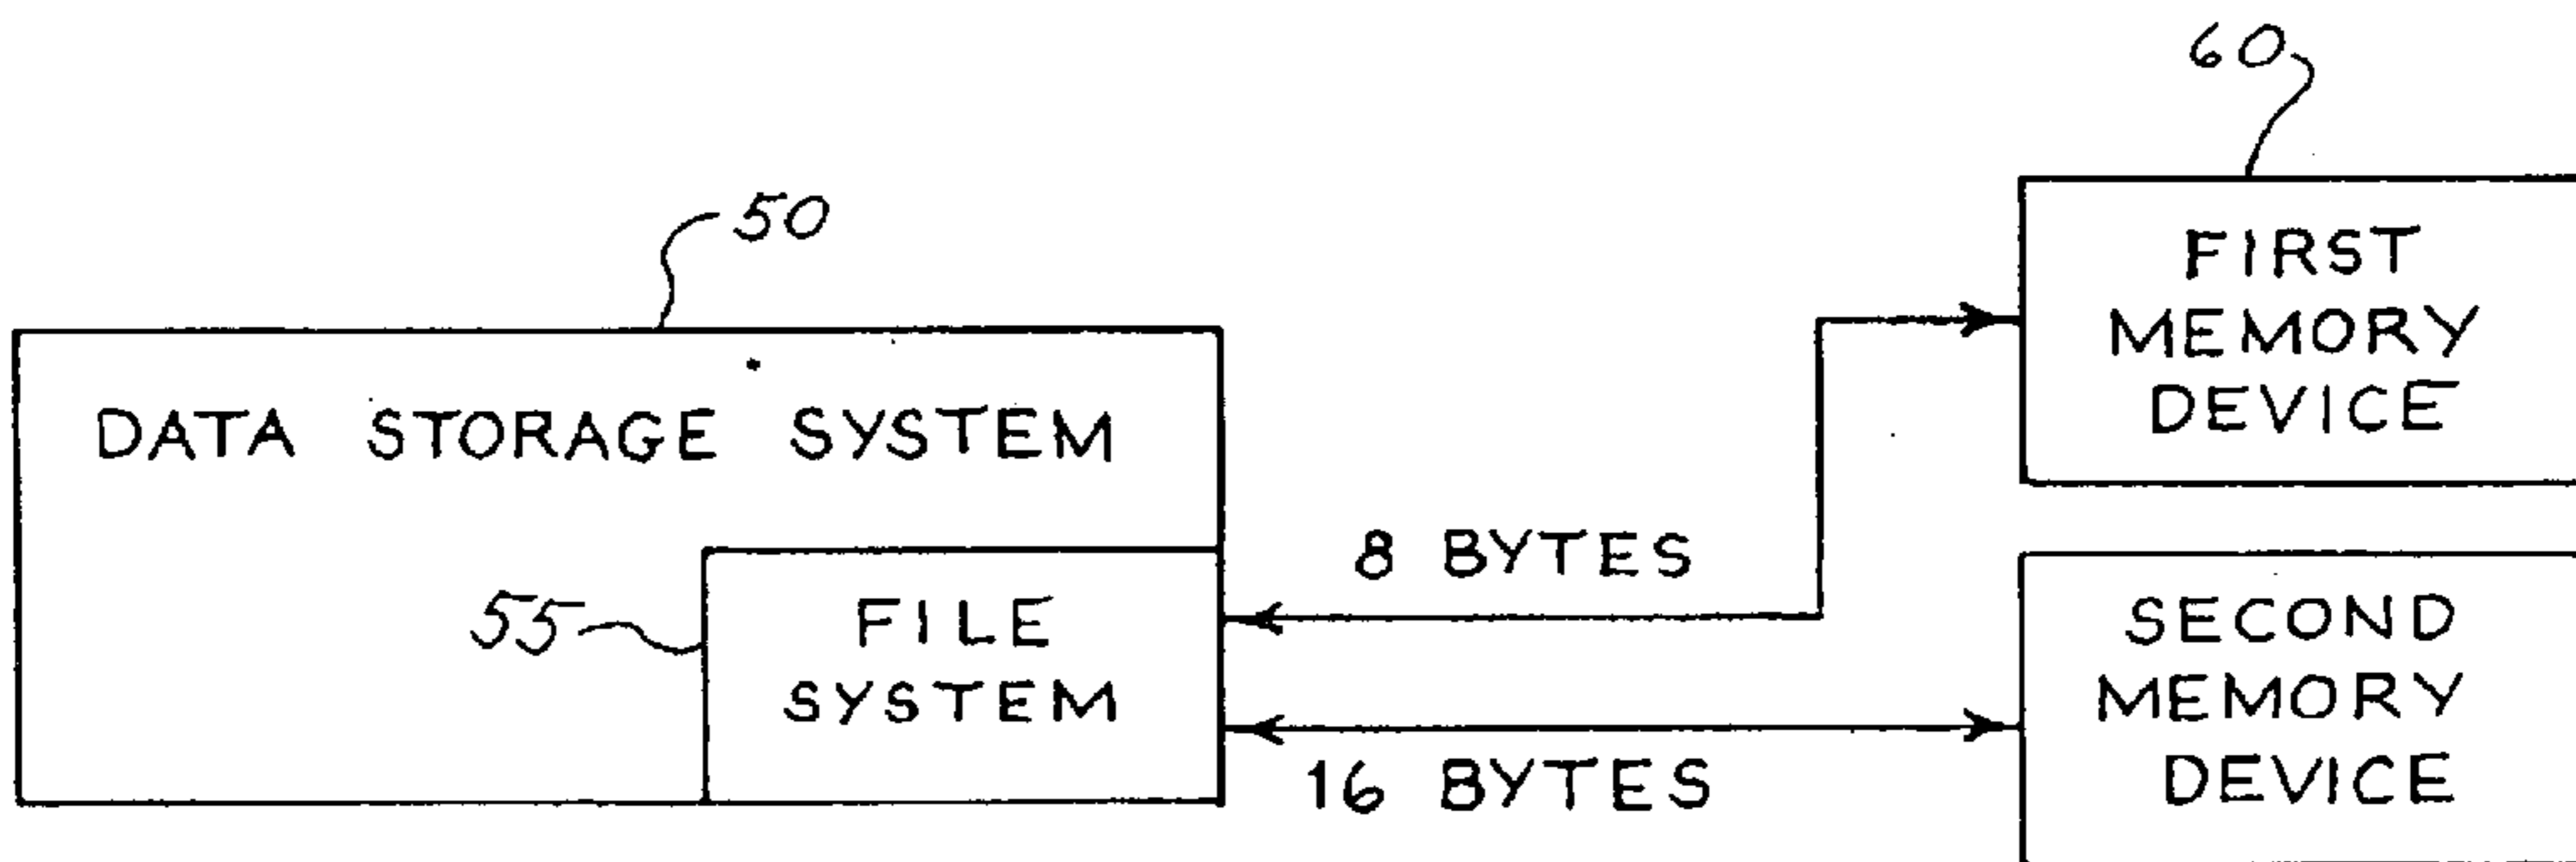 60
50
FIRST
MEMORY
DEVICE
DATA STORAGE SYSTEM
8 BYTES
55
FILE
SYSTEM
SECOND
MEMORY
DEVICE
16 BYTES